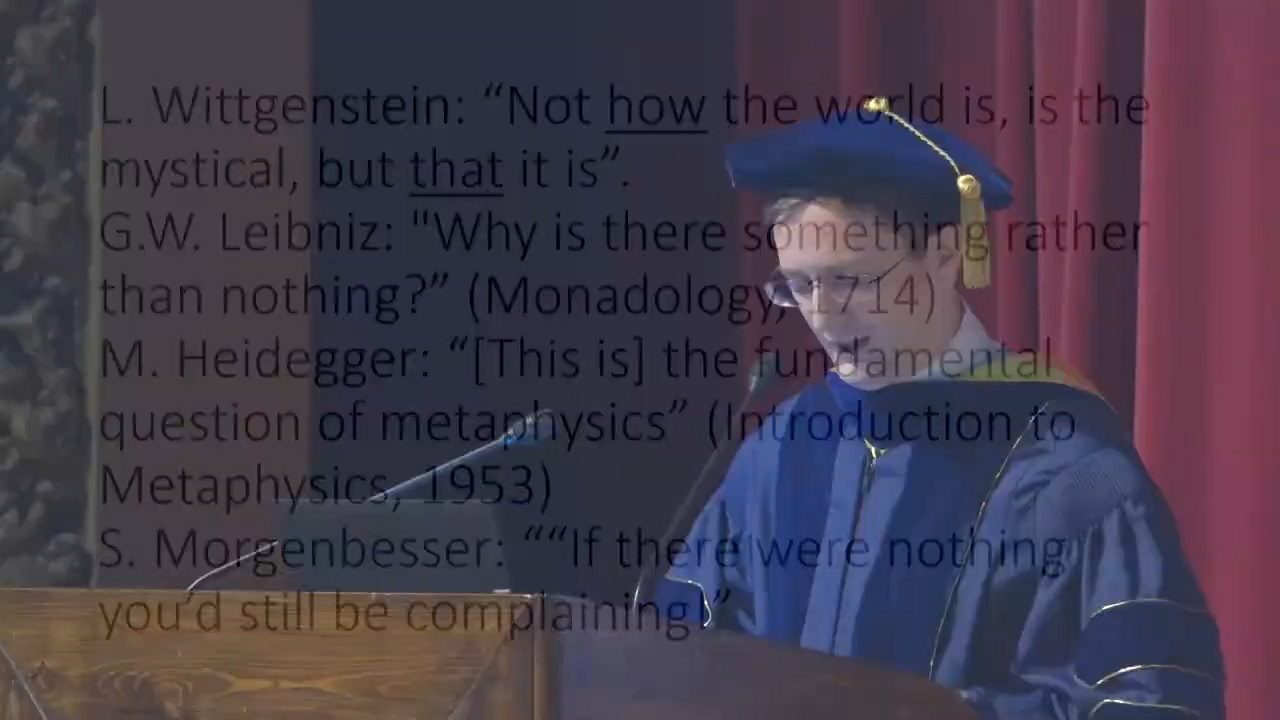 L. Wittgenstein: “Not how the world is, is the
mystical, but that it is”.
G.W. Leibniz: "Why is there something rather
than nothing?” (Monadology, 1714)
M. Heidegger: “[This is] the fundamental
question of metaphysics” (Introduction to
Metaphysics, 1953)
S. Morgenbesser: ““If there were nothing
you’d still be complaining!”